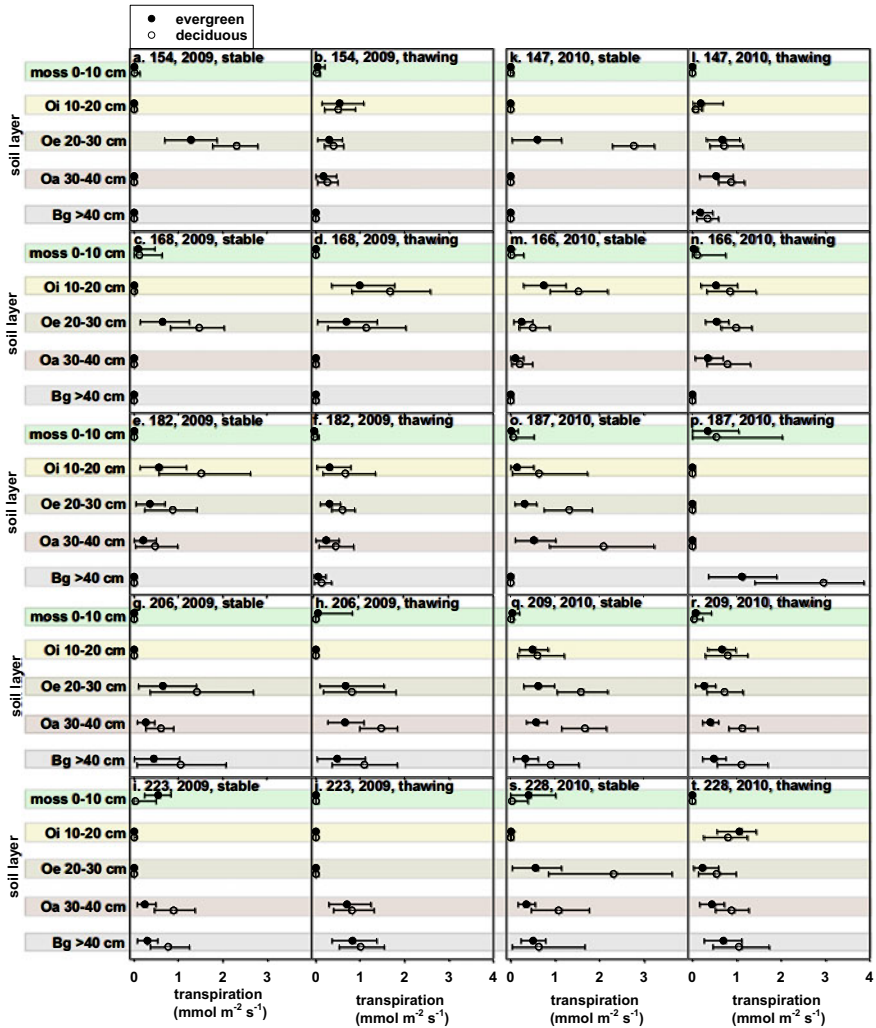 evergreen
deciduous
a. 154, 2009, stable
b. 154, 2009, thawing
k. 147, 2010, stable
l. 147, 2010, thawing
soil layer
moss 0-10 cm
Oi 10-20 cm
Oe 20-30 cm
Oa 30-40 cm
Bg >40 cm
c. 168, 2009, stable
d. 168, 2009, thawing
m. 166, 2010, stable
n. 166, 2010, thawing
soil layer
moss 0-10 cm
Oi 10-20 cm
Oe 20-30 cm
Oa 30-40 cm
Bg >40 cm
e. 182, 2009, stable
f. 182, 2009, thawing
o. 187, 2010, stable
p. 187, 2010, thawing
soil layer
moss 0-10 cm
Oi 10-20 cm
Oe 20-30 cm
Oa 30-40 cm
Bg >40 cm
g. 206, 2009, stable
h. 206, 2009, thawing
q. 209, 2010, stable
r. 209, 2010, thawing
soil layer
moss 0-10 cm
Oi 10-20 cm
Oe 20-30 cm
Oa 30-40 cm
Bg >40 cm
i. 223, 2009, stable
j. 223, 2009, thawing
s. 228, 2010, stable
t. 228, 2010, thawing
soil layer
moss 0-10 cm
Oi 10-20 cm
Oe 20-30 cm
Oa 30-40 cm
Bg >40 cm
0 1 2 3 0 1 2 3 4 0 1 2 3 0 1 2 3 4
transpiration transpiration transpiration transpiration
(mmol m⁻² s⁻¹) (mmol m⁻² s⁻¹) (mmol m⁻² s⁻¹) (mmol m⁻² s⁻¹)